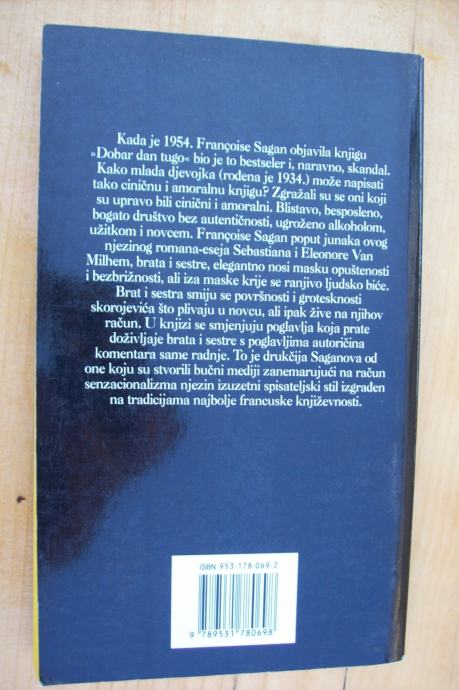 Kada je 1954. Françoise Sagan objavila knjigu
»Dobar dan tugo« bio je to bestseler i, naravno, skandal.
Kako mlada djevojka (rođena je 1934.) može napisati
tako ciničnu i amoralnu knjigu? Zgražali su se oni koji
su upravo bili cinični i amoralni. Blistavo, besposleno,
bogato društvo bez autentičnosti, ugroženo alkoholom,
užitkom i novcem. Françoise Sagan poput junaka ovog
njezinog romana-eseja Sebastiana i Eleonore Van
Milhem, brata i sestre, elegantno nosi masku opuštenosti
i bezbrižnosti, ali iza maske krije se ranjivo ljudsko biće.
Brat i sestra smiju se površnosti i grotesknosti
skorojevića što plivaju u novcu, ali ipak žive na njihov
račun. U knjizi se smjenjuju poglavlja koja prate
doživljaje brata i sestre s poglavljima autoričina
komentara same radnje. To je drukčija Saganova od
one koju su stvorili bučni mediji zanemarujući na račun
senzacionalizma njezin izuzetni spisateljski stil izgrađen
na tradicijama najbolje francuske književnosti.
ISBN 953-178-069-2
9 789531 780698